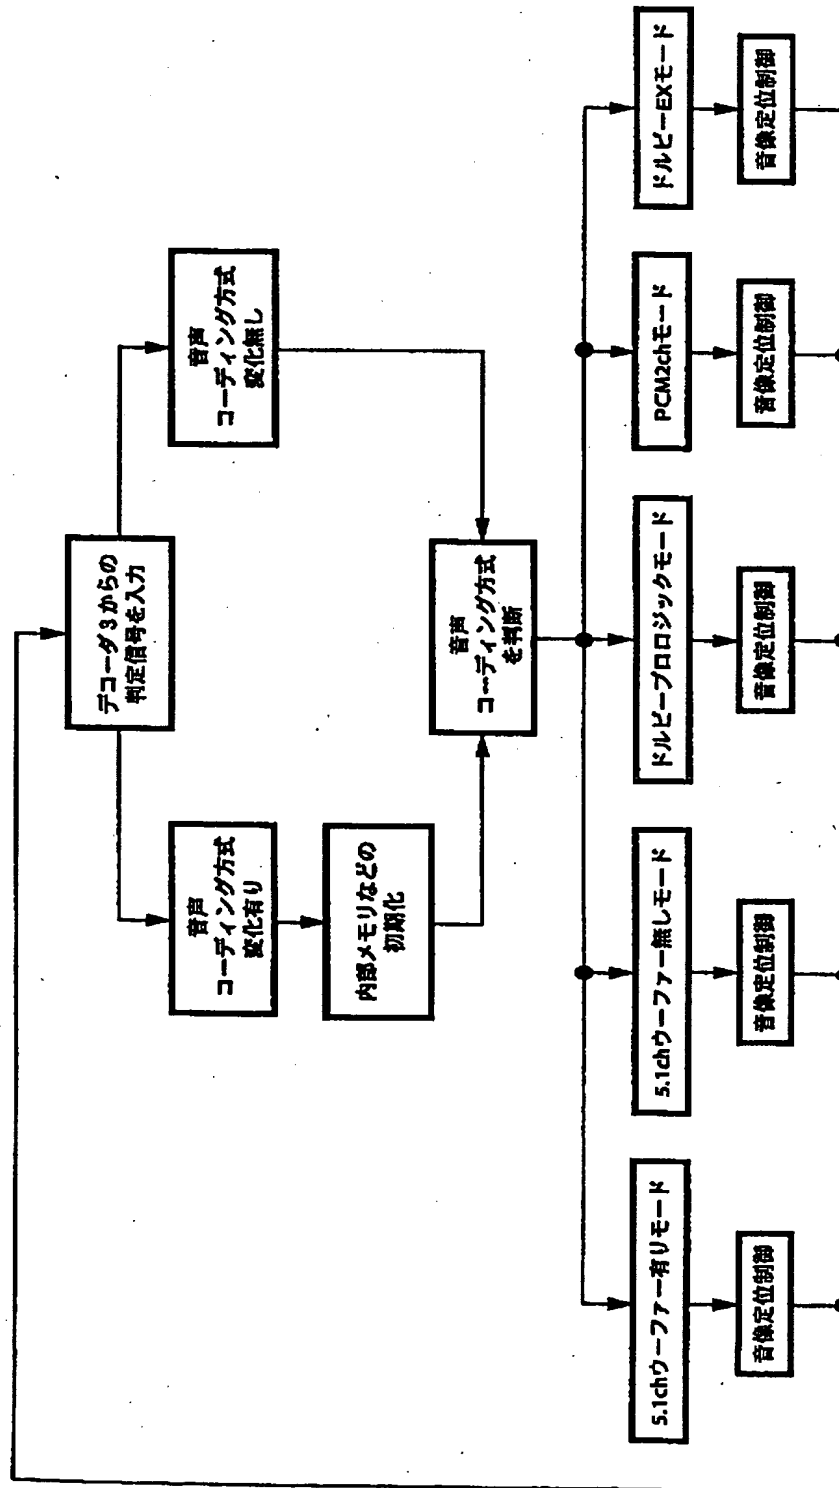 デコーダ3からの
判定信号を入力
音声
コーディング方式
変化有り
音声
コーディング方式
変化無し
内部メモリなどの
初期化
音声
コーディング方式
を判断
5.1chウーファー有りモード
5.1chウーファー無しモード
ドルビープロロジックモード
PCM2chモード
ドルビーEXモード
音像定位制御
音像定位制御
音像定位制御
音像定位制御
音像定位制御